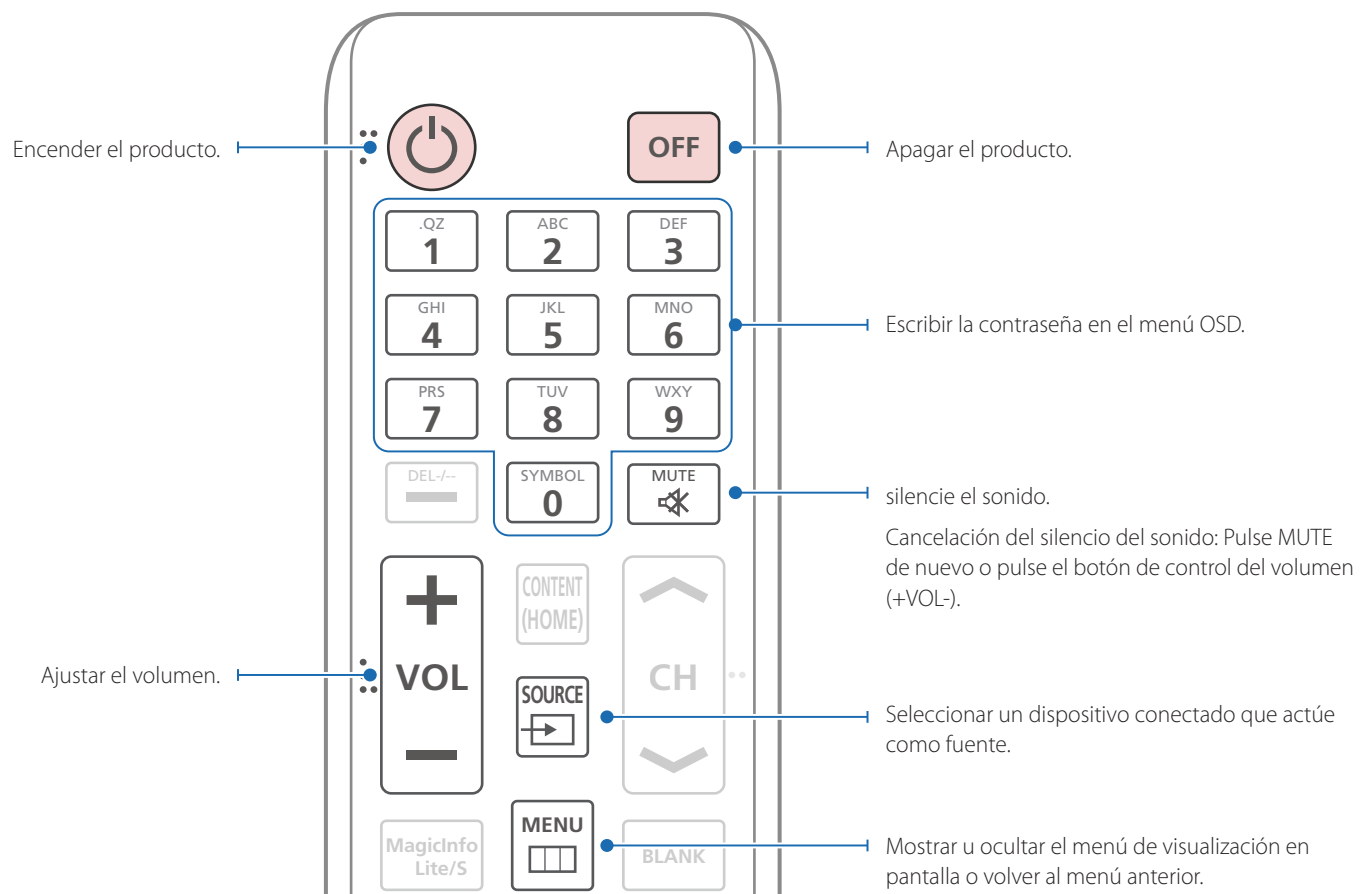 Encender el producto.
OFF
Apagar el producto.
.QZ
1
ABC
2
DEF
3
GHI
4
JKL
5
MNO
6
Escribir la contraseña en el menú OSD.
PRS
7
TUV
8
WXY
9
DEL-/--
SYMBOL
0
MUTE
silencie el sonido.
Cancelación del silencio del sonido: Pulse MUTE
de nuevo o pulse el botón de control del volumen
(+VOL-).
CONTENT
(HOME)
Ajustar el volumen.
VOL
SOURCE
CH
Seleccionar un dispositivo conectado que actúe
como fuente.
MagicInfo
Lite/S
MENU
BLANK
Mostrar u ocultar el menú de visualización en
pantalla o volver al menú anterior.